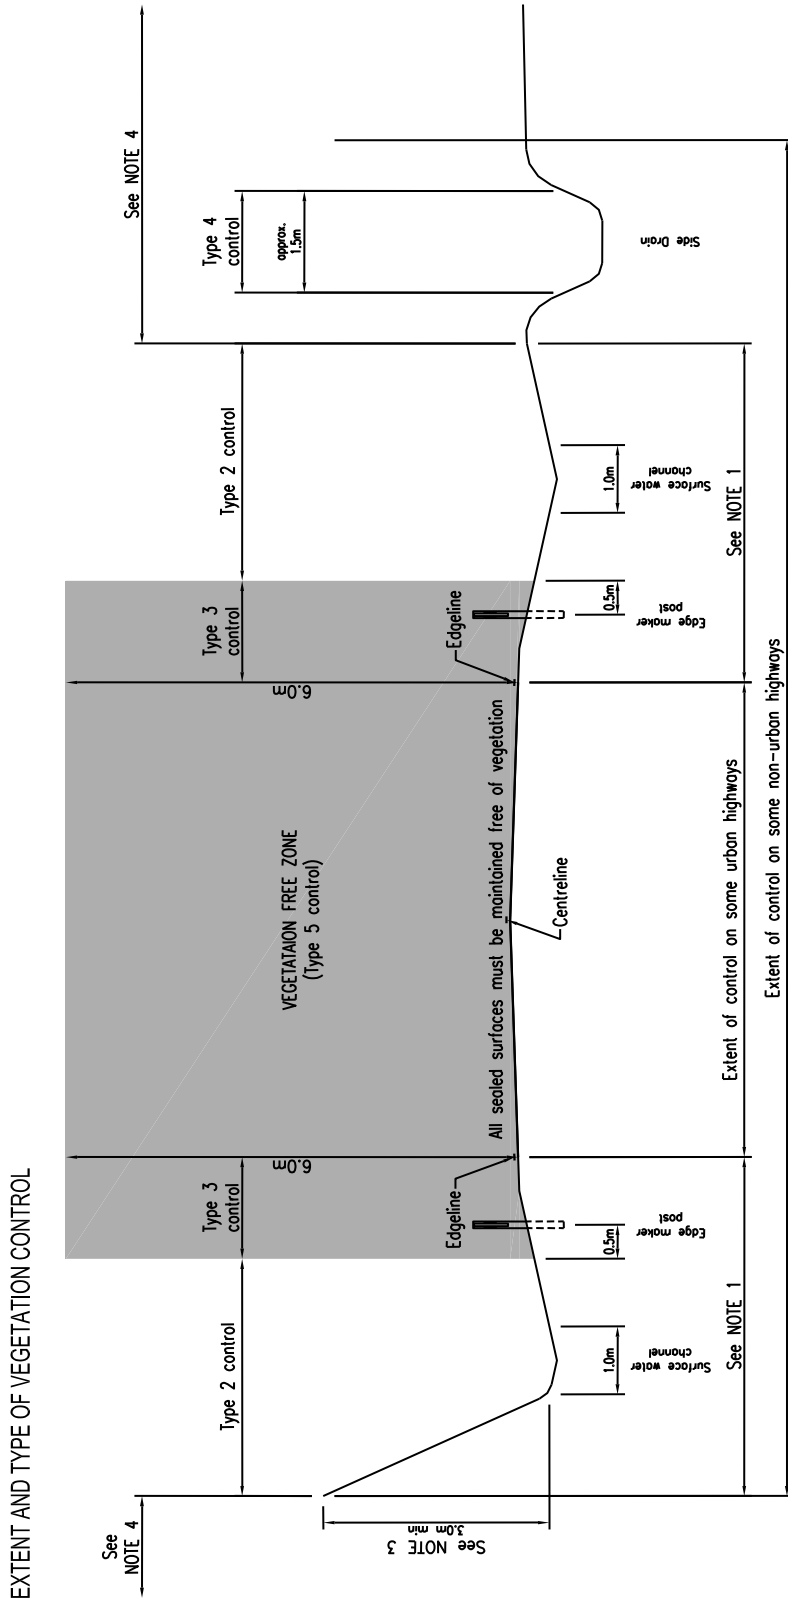 EXTENT AND TYPE OF VEGETATION CONTROL
See
NOTE 4
See NOTE 4
Type 2 control
Type 3
control
Type 3
control
Type 2 control
Type 4
control
approx.
1.5m
6.0m
6.0m
VEGETATAION FREE ZONE
(Type 5 control)
See NOTE 3
3.0m min
Edgeline
All sealed surfaces must be maintained free of vegetation
Edgeline
Centreline
1.0m
Surface water
channel
0.5m
Edge maker
post
0.5m
Edge maker
post
1.0m
Surface water
channel
Side Drain
See NOTE 1
Extent of control on some urban highways
See NOTE 1
Extent of control on some non-urban highways